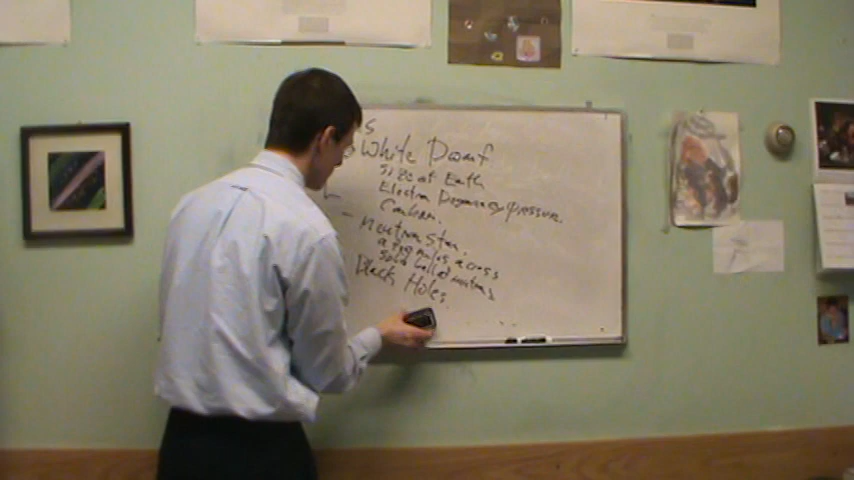 s
White Dwarf
Size of Earth
Electron Degeneracy pressure.
Carbon.
- Neutron Star.
a few miles across
Solid ball of neutrons
Black Holes